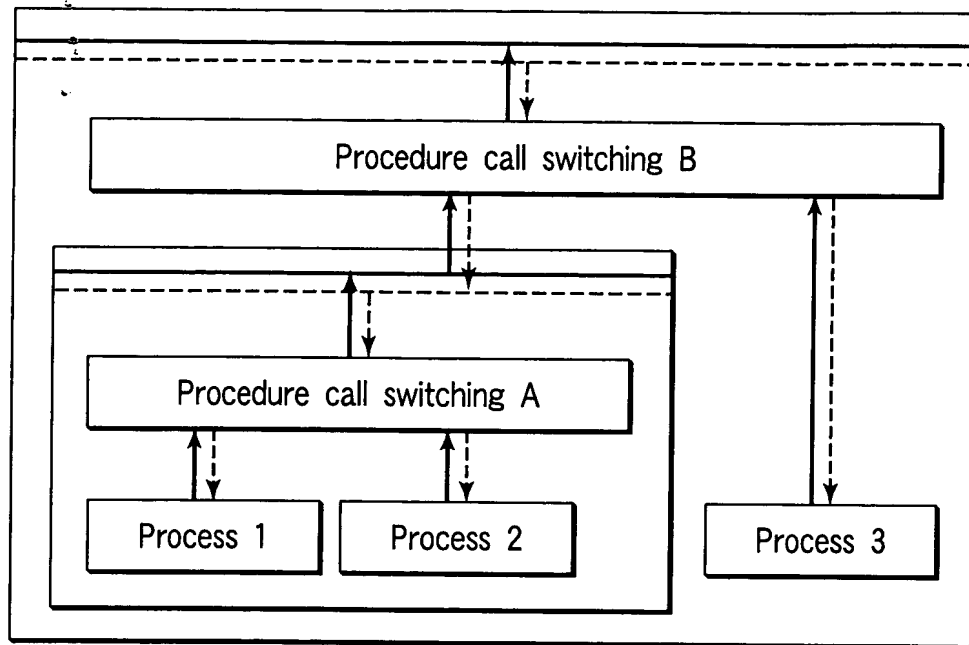 Procedure call switching B
Procedure call switching A
Process 1
Process 2
Process 3